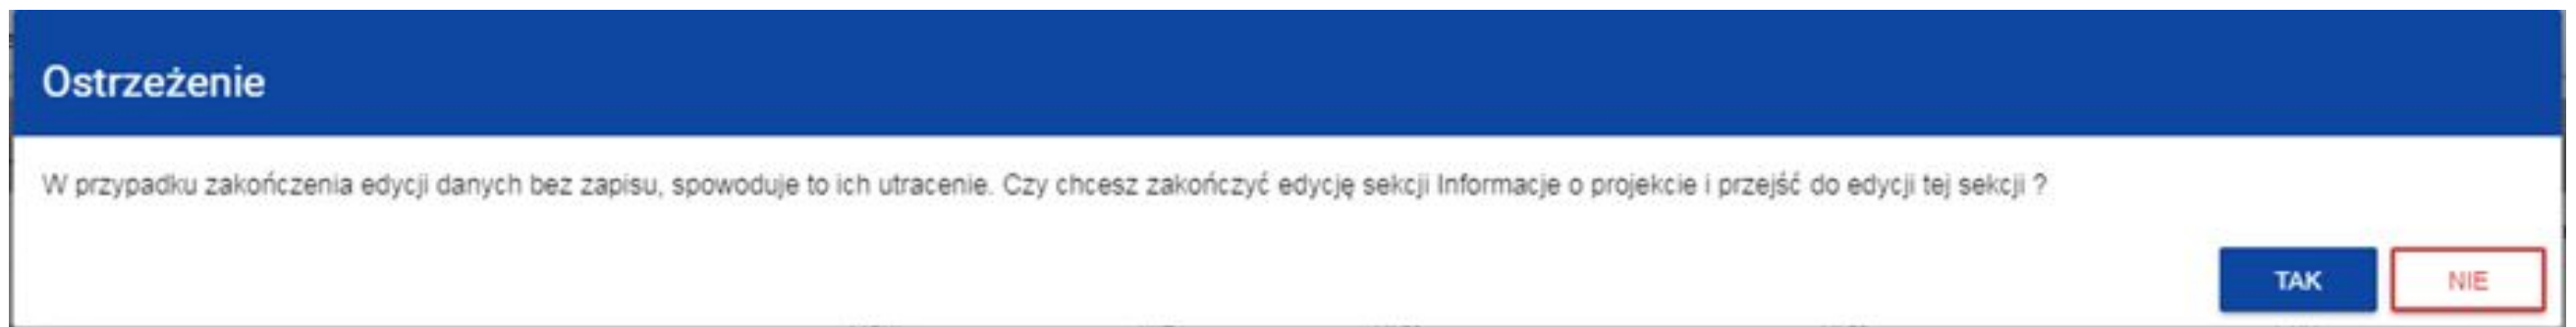 Ostrzeżenie
W przypadku zakończenia edycji danych bez zapisu, spowoduje to ich utracenie. Czy chcesz zakończyć edycję sekcji Informacje o projekcie i przejść do edycji tej sekcji ?
TAK NIE